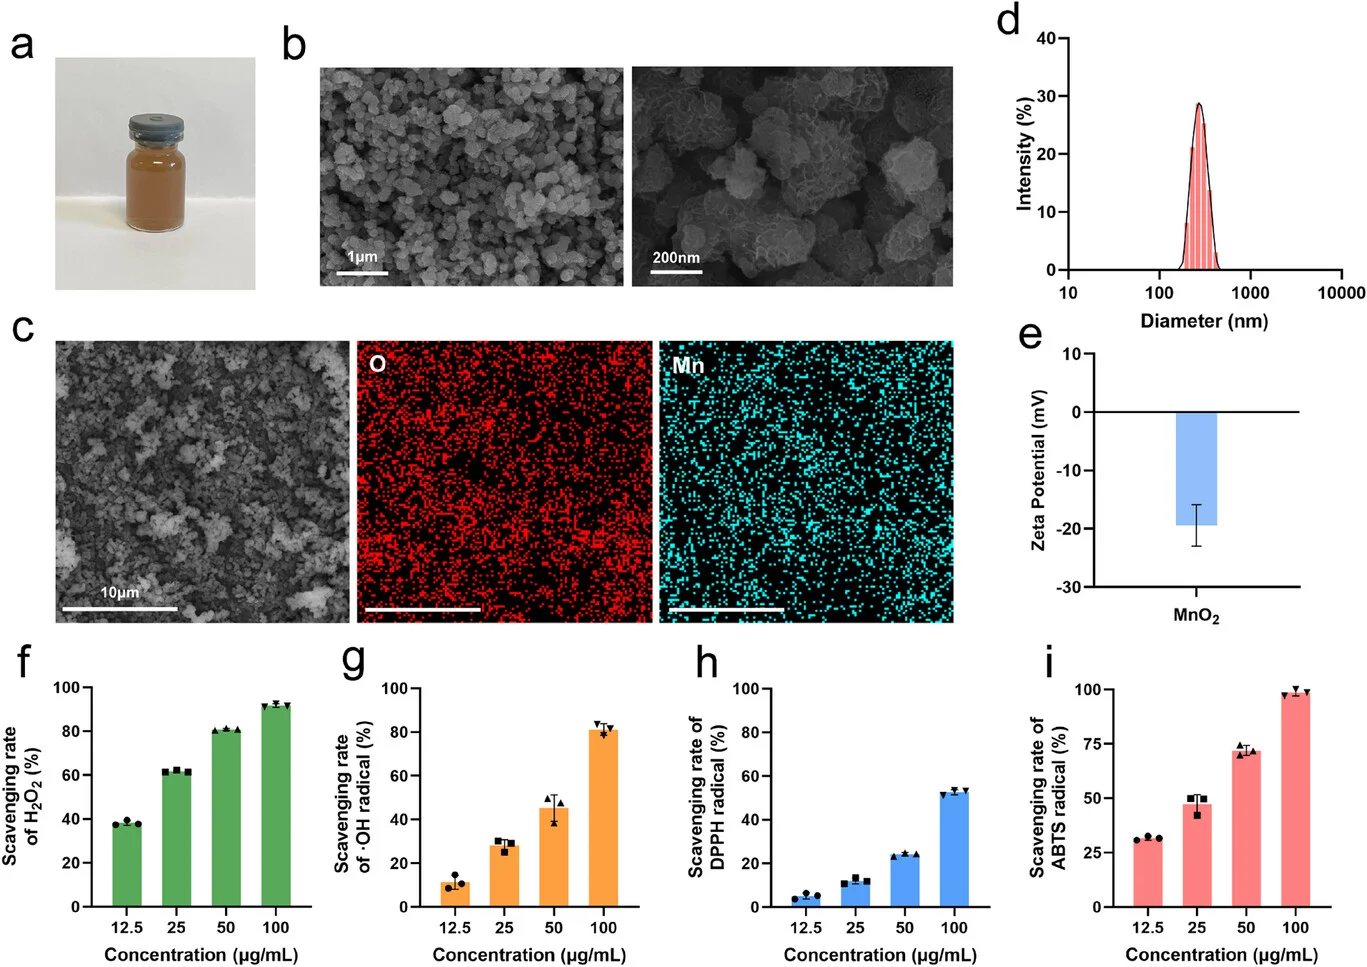 a
b
1μm
200nm
c
10μm
O
Mn
d
Intensity (%)
40
30
20
10
0
10
100
1000
10000
Diameter (nm)
e
Zeta Potential (mV)
10
0
-10
-20
-30
MnO₂
f
Scavenging rate
of H₂O₂ (%)
100
80
60
40
20
0
12.5
25
50
100
Concentration (μg/mL)
g
Scavenging rate
of ·OH radical (%)
100
80
60
40
20
0
12.5
25
50
100
Concentration (μg/mL)
h
Scavenging rate of
DPPH radical (%)
100
80
60
40
20
0
12.5
25
50
100
Concentration (μg/mL)
i
Scavenging rate of
ABTS radical (%)
100
75
50
25
0
12.5
25
50
100
Concentration (μg/mL)